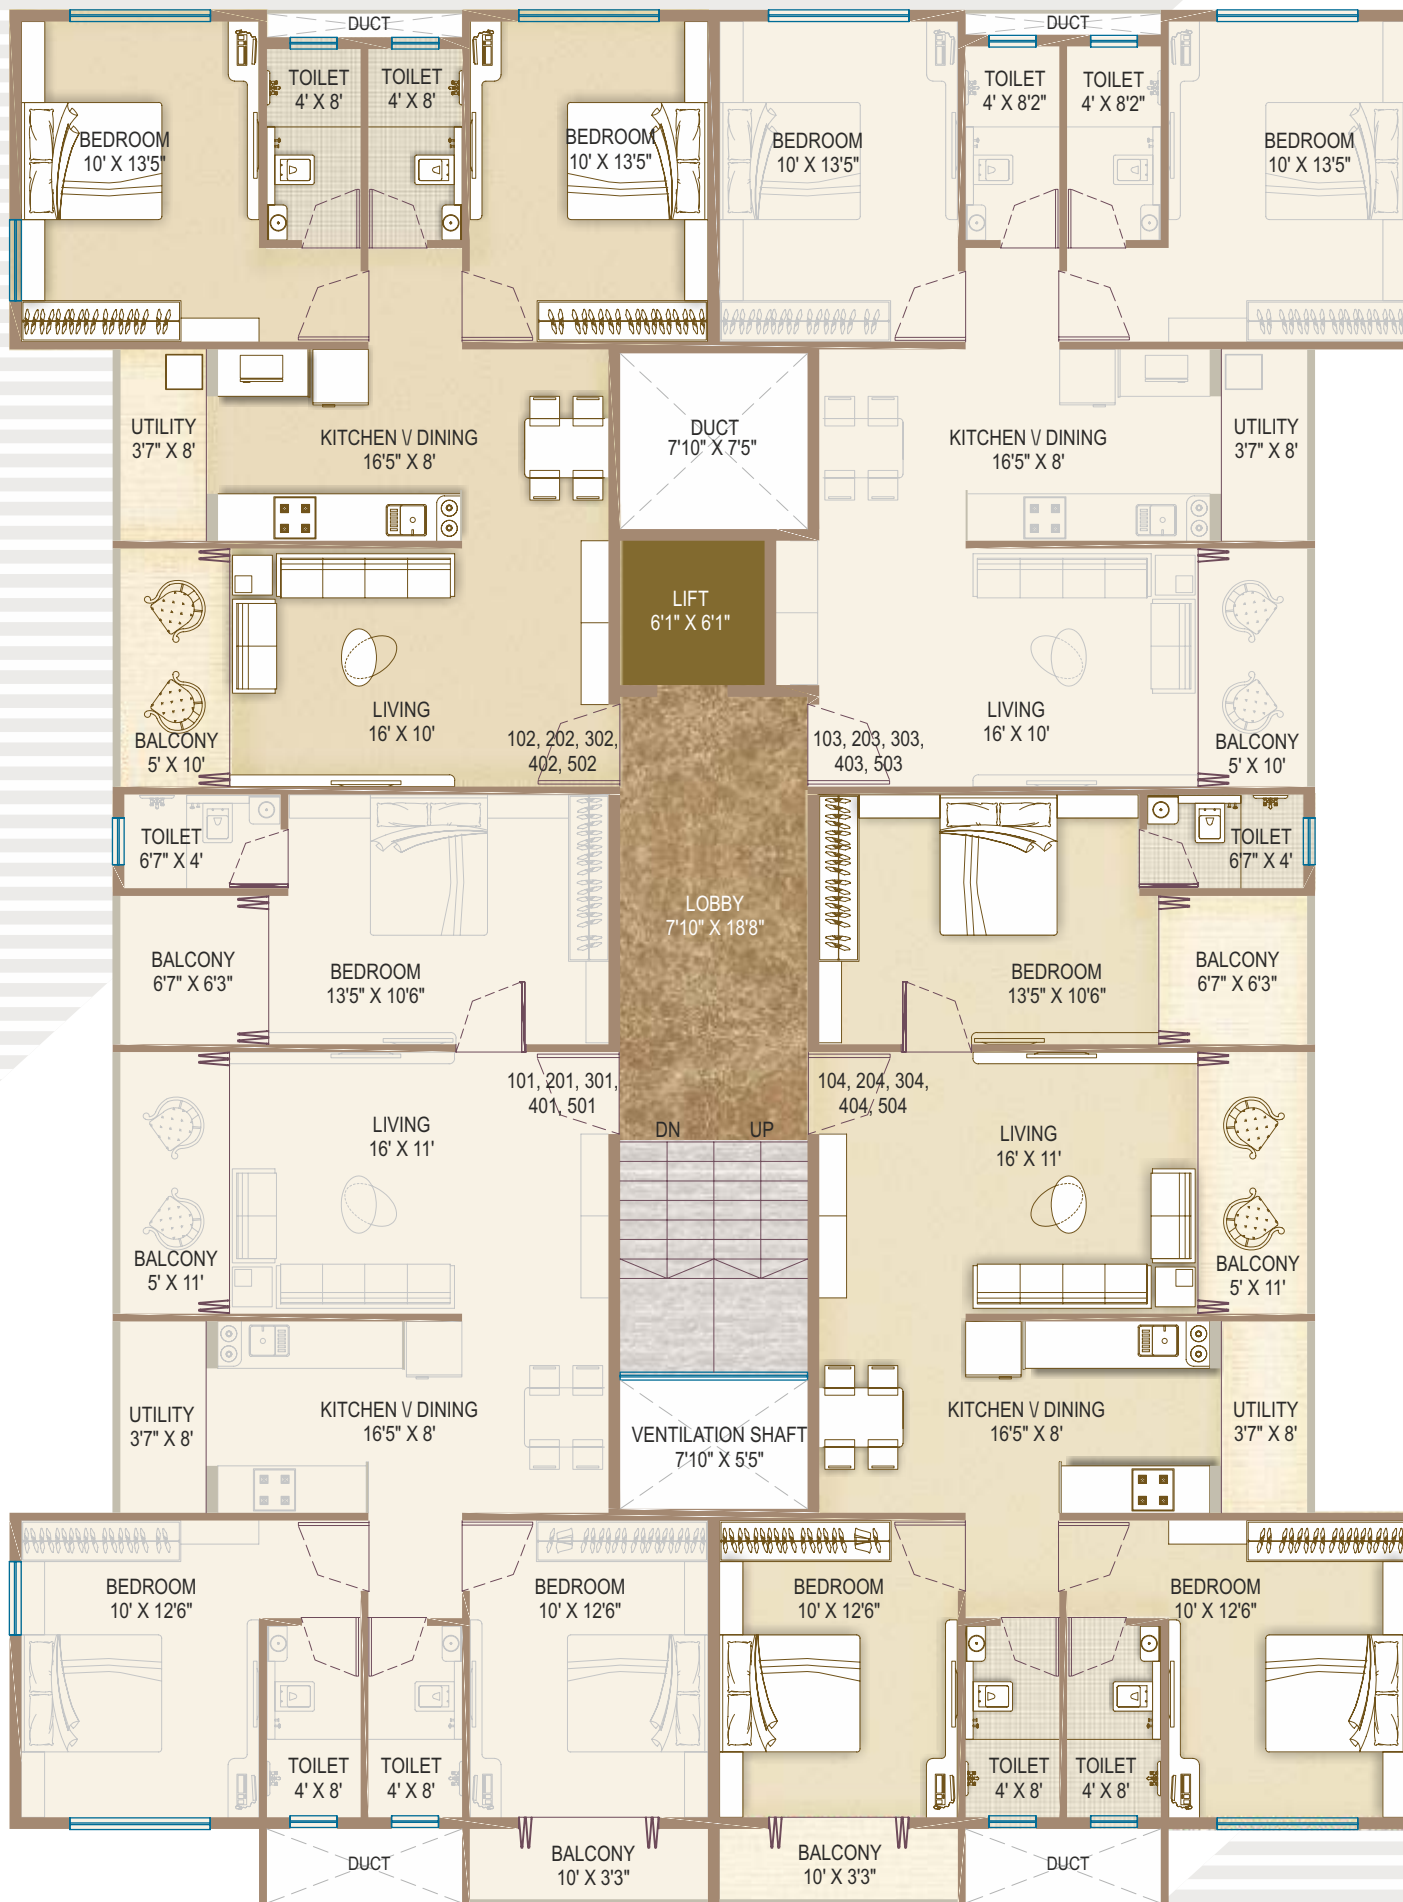 DUCT
DUCT
TOILET
4' X 8'
TOILET
4' X 8'
TOILET
4' X 8'2"
TOILET
4' X 8'2"
BEDROOM
10' X 13'5"
BEDROOM
10' X 13'5"
BEDROOM
10' X 13'5"
BEDROOM
10' X 13'5"
UTILITY
3'7" X 8'
KITCHEN \/ DINING
16'5" X 8'
DUCT
7'10" X 7'5"
KITCHEN \/ DINING
16'5" X 8'
UTILITY
3'7" X 8'
LIFT
6'1" X 6'1"
LIVING
16' X 10'
LIVING
16' X 10'
BALCONY
5' X 10'
102, 202, 302,
402, 502
103, 203, 303,
403, 503
BALCONY
5' X 10'
TOILET
6'7" X 4'
TOILET
6'7" X 4'
LOBBY
7'10" X 18'8"
BALCONY
6'7" X 6'3"
BEDROOM
13'5" X 10'6"
BEDROOM
13'5" X 10'6"
BALCONY
6'7" X 6'3"
101, 201, 301,
401, 501
104, 204, 304,
404, 504
LIVING
16' X 11'
DN
UP
LIVING
16' X 11'
BALCONY
5' X 11'
BALCONY
5' X 11'
UTILITY
3'7" X 8'
KITCHEN \/ DINING
16'5" X 8'
VENTILATION SHAFT
7'10" X 5'5"
KITCHEN \/ DINING
16'5" X 8'
UTILITY
3'7" X 8'
BEDROOM
10' X 12'6"
BEDROOM
10' X 12'6"
BEDROOM
10' X 12'6"
BEDROOM
10' X 12'6"
TOILET
4' X 8'
TOILET
4' X 8'
TOILET
4' X 8'
TOILET
4' X 8'
DUCT
BALCONY
10' X 3'3"
BALCONY
10' X 3'3"
DUCT